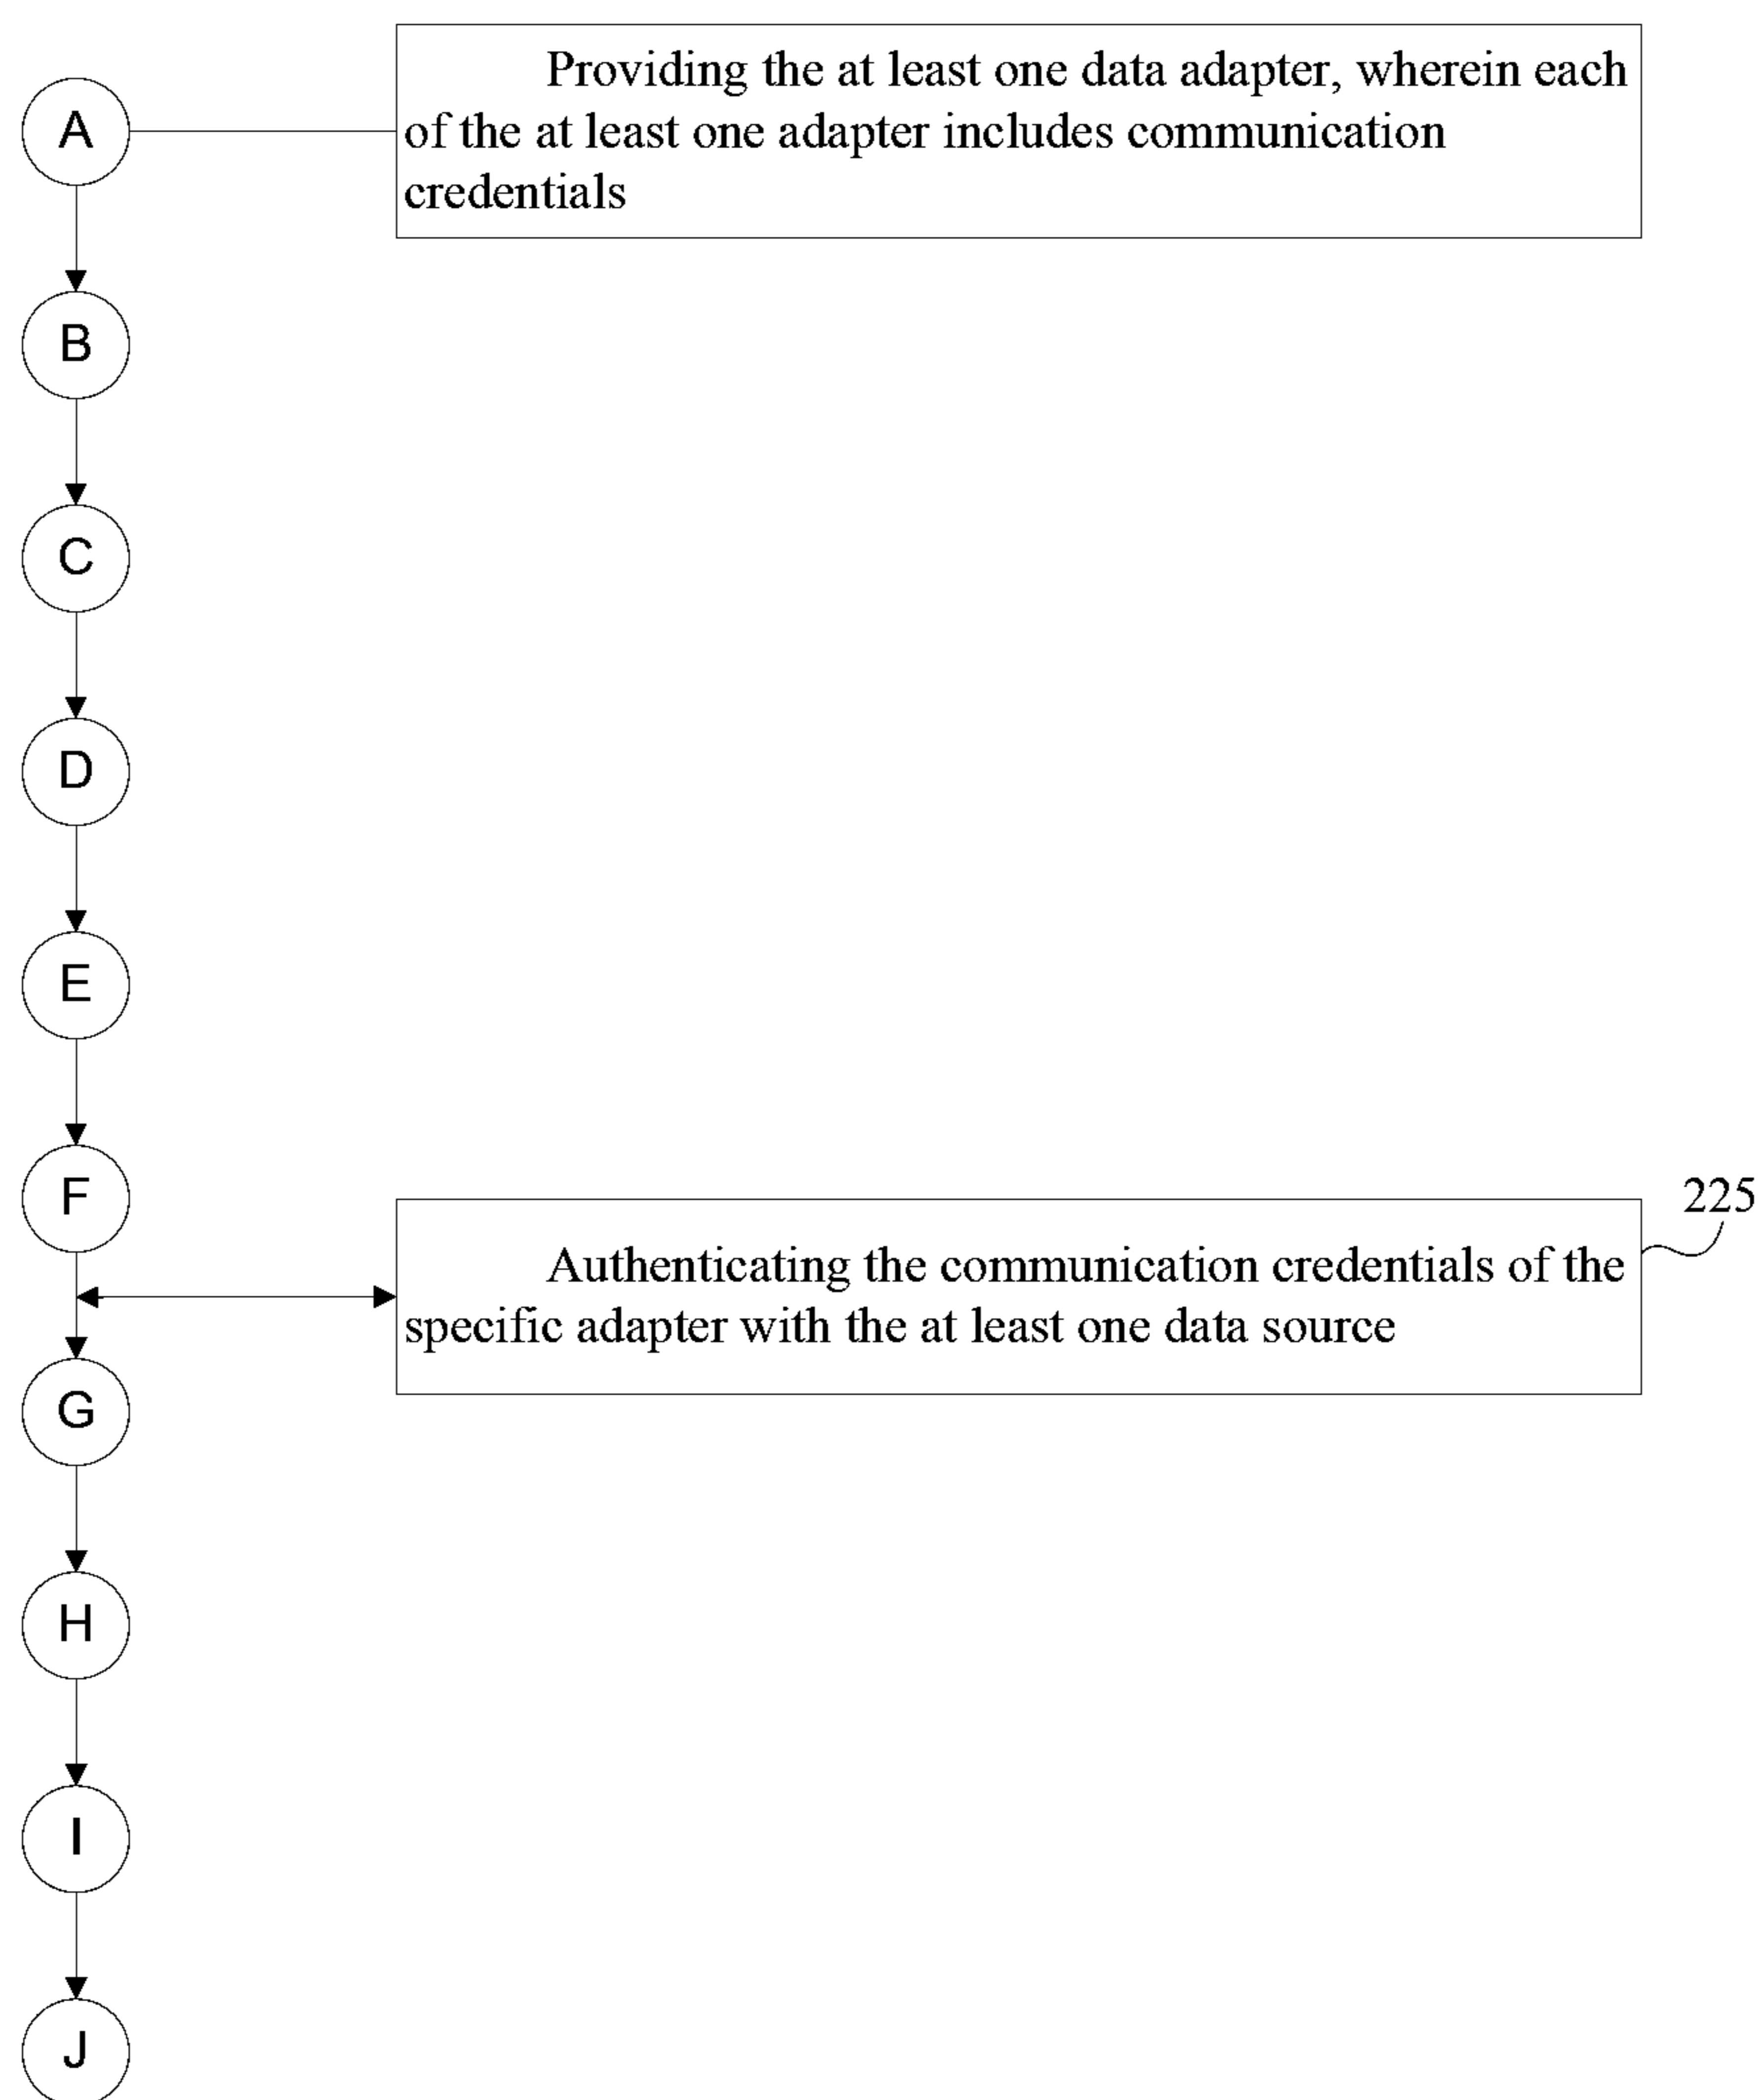 Providing the at least one data adapter, wherein each
A
of the at least one adapter includes communication
credentials
B
C
D
E
F
225
Authenticating the communication credentials of the
specific adapter with the at least one data source
G
H
I
J